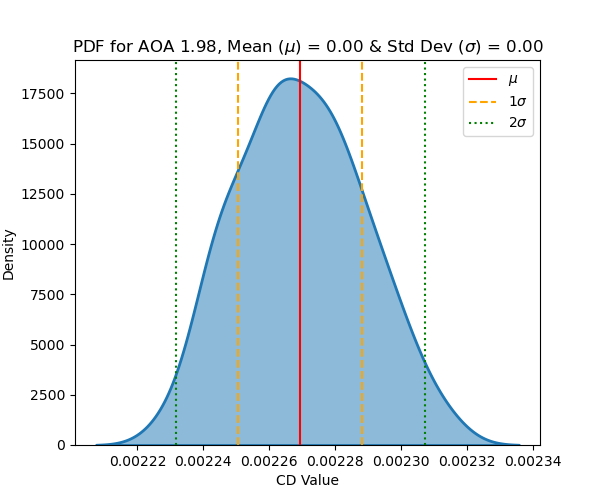 PDF for AOA 1.98, Mean (μ) = 0.00 & Std Dev (σ) = 0.00
μ
1σ
2σ
17500
15000
12500
10000
7500
5000
2500
0
Density
0.00222 0.00224 0.00226 0.00228 0.00230 0.00232 0.00234
CD Value